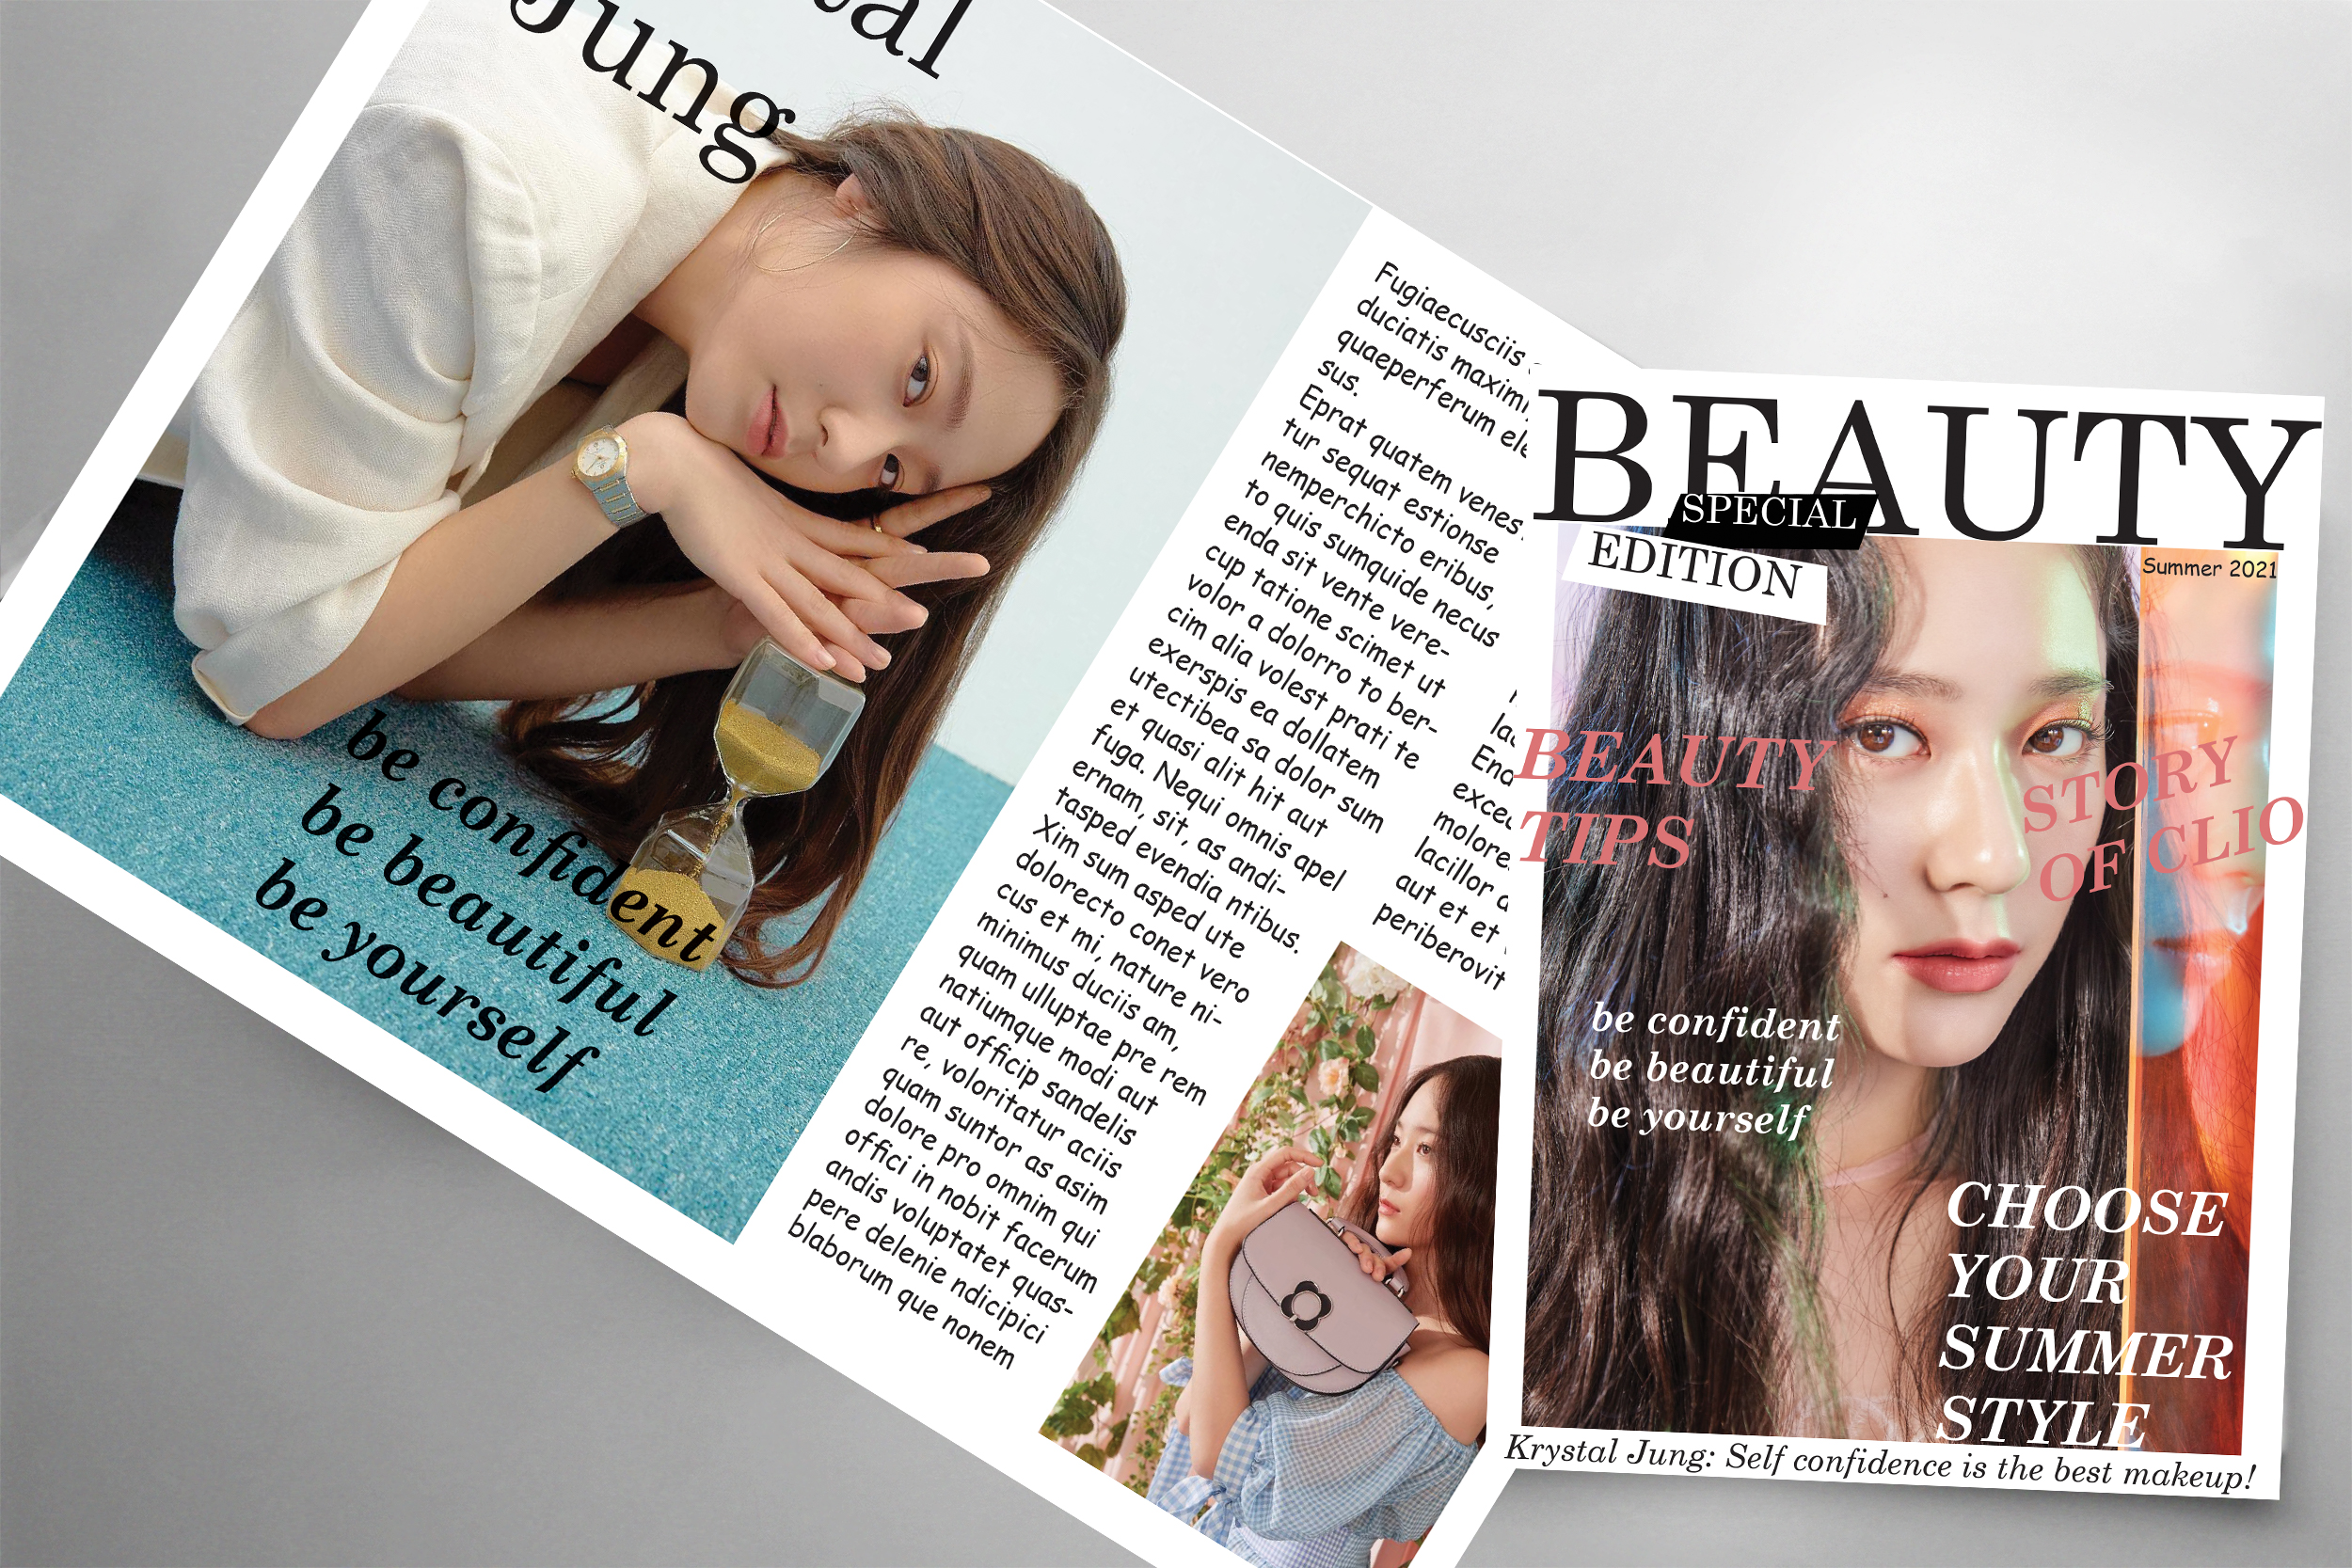 tal
Jung
be confident
be beautiful
be yourself
Fugiaecusciis
duciatis maxim
quaeperferum ele
sus.
Eprat quatem venes
tur sequat estionse
nemperchicto eribus,
to quis sumquide necus
enda sit vente vere-
cup tatione scimet ut
volor a dolorro to ber-
cim alia volest prati te
exerspis ea dollatem
utectibea sa dolor sum
et quasi alit hit aut
fuga. Nequi omnis apel
ernam, sit, as andi-
tasped evendia ntibus.
Xim sum asped ute
dolorecto conet vero
cus et mi, nature ni-
minimus duciis am,
quam ulluptae pre rem
natiumque modi aut
aut officip sandelis
re, voloritatur aciis
quam suntor as asim
dolore pro omnim qui
offici in nobit facerum
andis voluptatet quas-
pere delenie ndicipici
blaborum que nonem
lac
End
excec
molore
lacillor a
aut et et
periberovit
BEAUTY
SPECIAL
EDITION
Summer 2021
BEAUTY
TIPS
STORY
OF CLIO
be confident
be beautiful
be yourself
CHOOSE
YOUR
SUMMER
STYLE
Krystal Jung: Self confidence is the best makeup!